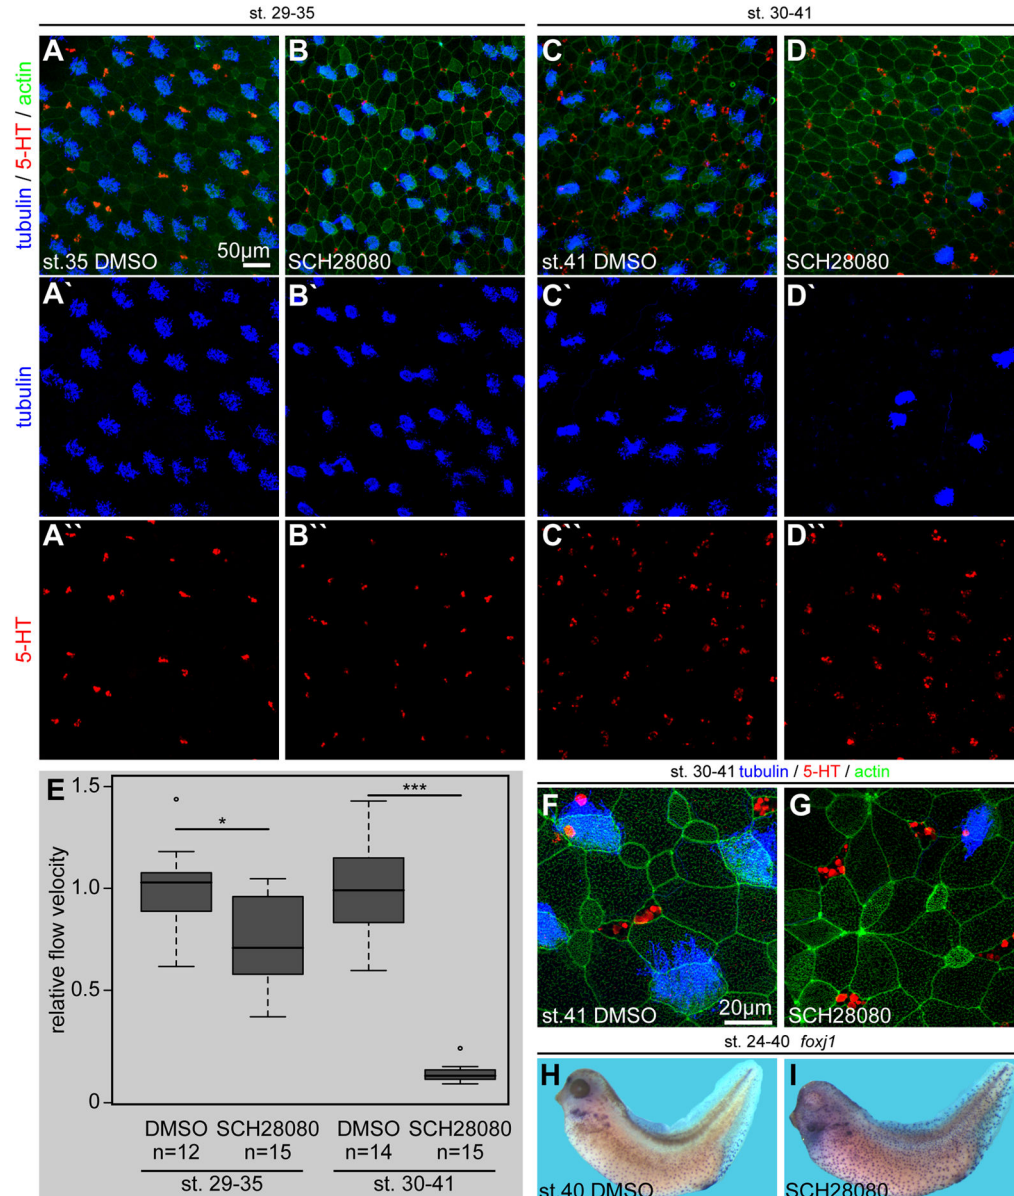 st. 29-35
st. 30-41
tubulin / 5-HT / actin
A
B
C
D
st.35 DMSO
50µm
SCH28080
st.41 DMSO
SCH28080
tubulin
A`
B`
C`
D`
5-HT
A``
B``
C``
D``
E
relative flow velocity
1.5
1.0
0.5
0
*
***
DMSO
n=12
SCH28080
n=15
DMSO
n=14
SCH28080
n=15
st. 29-35
st. 30-41
st. 30-41 tubulin / 5-HT / actin
F
G
st.41 DMSO
20µm
SCH28080
st. 24-40 foxj1
H
I
st.40 DMSO
SCH28080